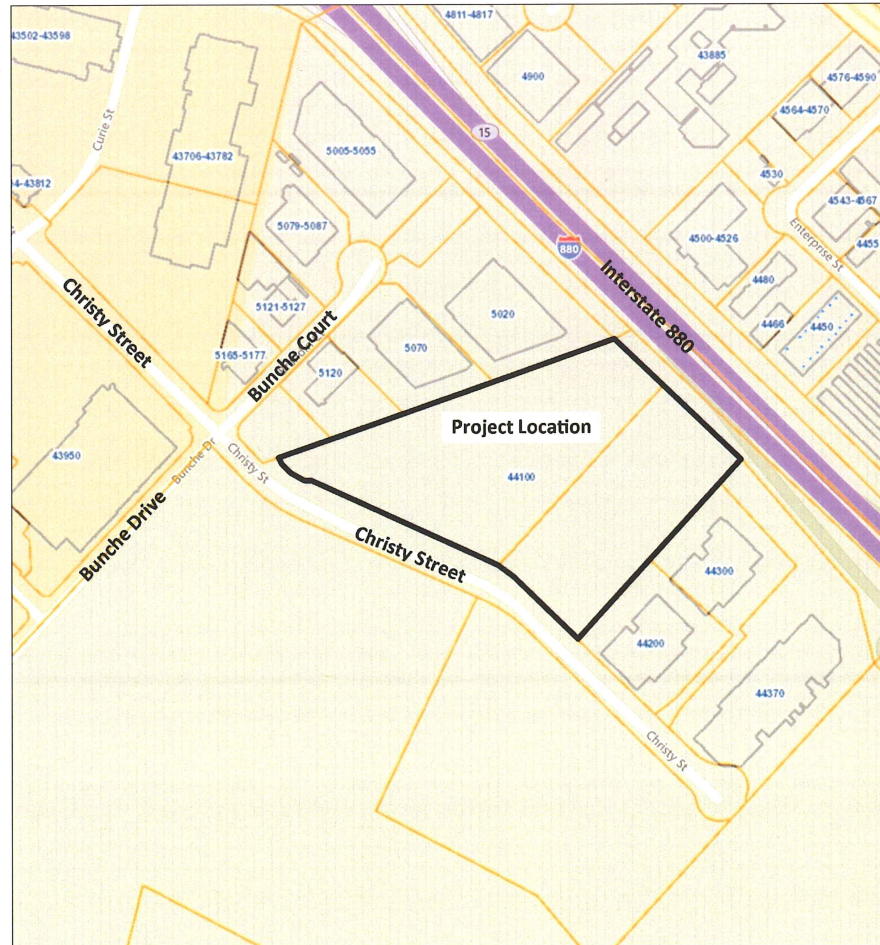 43502-43598
4811-4817
43885
4900
4576-4590
4564-4570
Curie St
15
43706-43782
5005-5055
4530
4543-4567
5079-5087
4500-4526
Enterprise St
4455
880
Interstate 880
4480
Christy Street
5121-5127
5020
4466
4450
Bunche Court
5165-5177
5070
5120
Project Location
43950
Bunche Dr
Christy St
44100
Bunche Drive
Christy Street
44300
44200
44370
Christy St